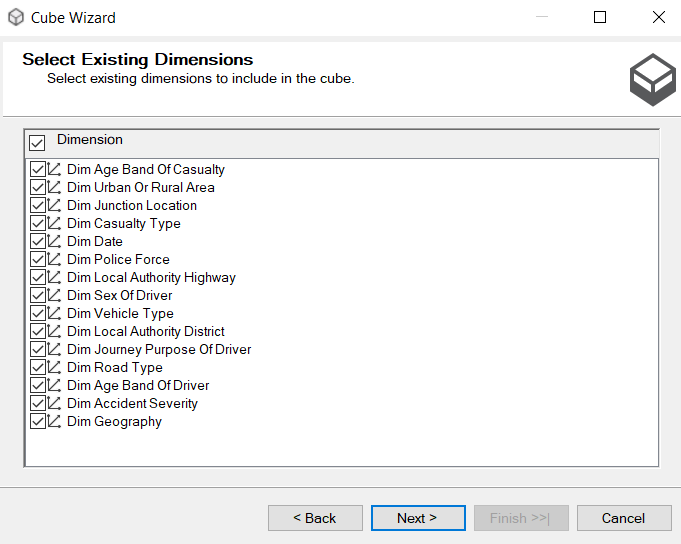 Cube Wizard
Select Existing Dimensions
Select existing dimensions to include in the cube.
Dimension
Dim Age Band Of Casualty
Dim Urban Or Rural Area
Dim Junction Location
Dim Casualty Type
Dim Date
Dim Police Force
Dim Local Authority Highway
Dim Sex Of Driver
Dim Vehicle Type
Dim Local Authority District
Dim Journey Purpose Of Driver
Dim Road Type
Dim Age Band Of Driver
Dim Accident Severity
Dim Geography
< Back Next > Finish >>| Cancel